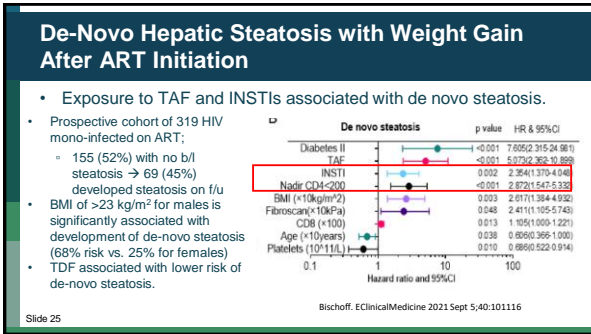 De-Novo Hepatic Steatosis with Weight Gain
After ART Initiation
• Exposure to TAF and INSTIs associated with de novo steatosis.
• Prospective cohort of 319 HIV
mono-infected on ART;
▫ 155 (52%) with no b/l
steatosis → 69 (45%)
developed steatosis on f/u
• BMI of >23 kg/m² for males is
significantly associated with
development of de-novo steatosis
(68% risk vs. 25% for females)
• TDF associated with lower risk of
de-novo steatosis.
De novo steatosis p value HR & 95%CI
Diabetes II <0.001 7.605(2.315-24.981)
TAF <0.001 5.073(2.362-10.899)
INSTI 0.002 2.354(1.370-4.048)
Nadir CD4<200 <0.001 2.872(1.547-5.332)
BMI (×10kg/m²) 0.003 2.617(1.384-4.932)
Fibroscan(×10kPa) 0.048 2.411(1.105-5.743)
CD8 (×100) 0.013 1.105(1.000-1.221)
Age (×10years) 0.038 0.606(0.366-1.000)
Platelets (10^11/L) 0.010 0.686(0.522-0.914)
0.1 1 10 100
Hazard ratio and 95%CI
Bischoff. EClinicalMedicine 2021 Sept 5;40:101116
Slide 25